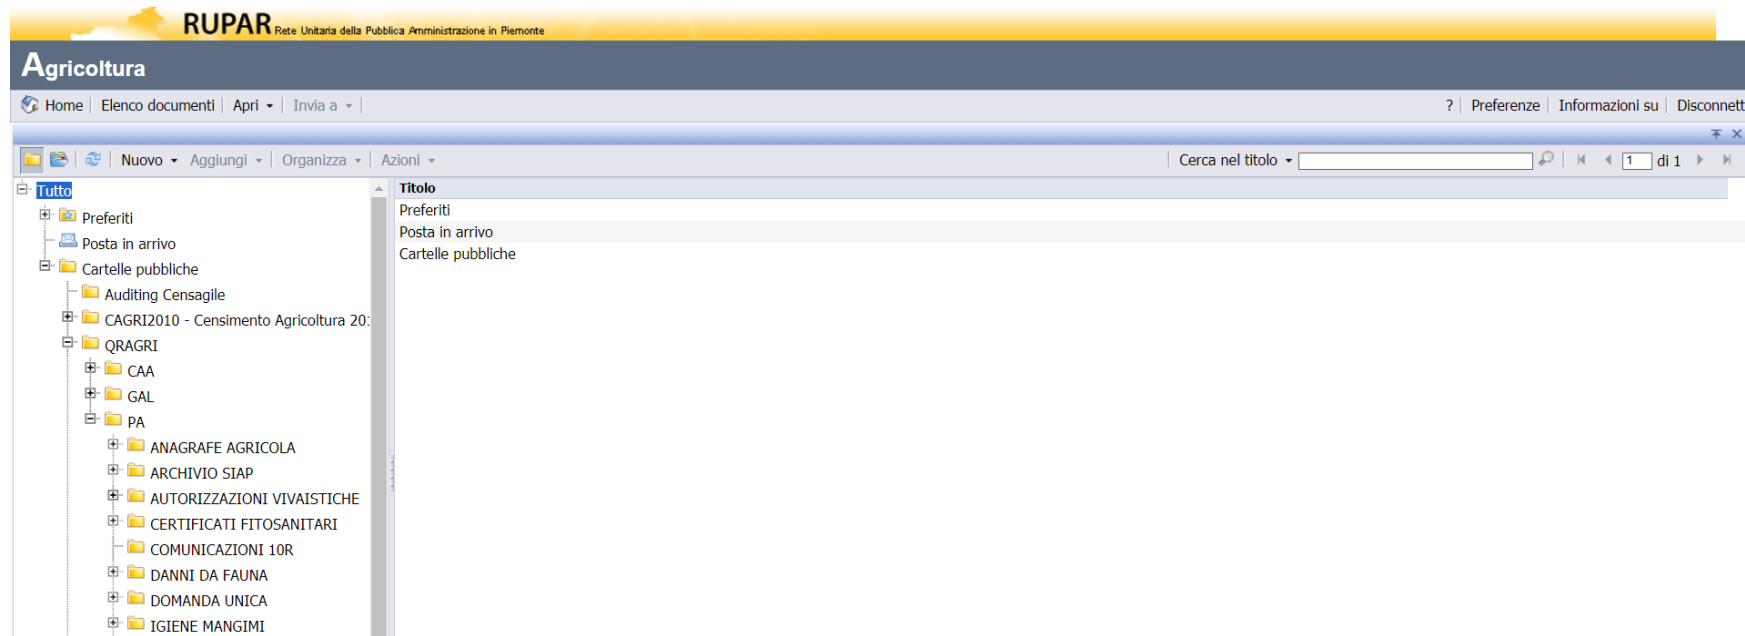 RUPAR Rete Unitaria della Pubblica Amministrazione in Piemonte
Agricoltura
Home Elenco documenti Apri Invia a ? Preferenze Informazioni su Disconnett
Nuovo Aggiungi Organizza Azioni Cerca nel titolo 1 di 1
Tutto
Preferiti
Posta in arrivo
Cartelle pubbliche
Auditing Censagile
CAGRI2010 - Censimento Agricoltura 20
QRAGRI
CAA
GAL
PA
ANAGRAFE AGRICOLA
ARCHIVIO SIAP
AUTORIZZAZIONI VIVAISTICHE
CERTIFICATI FITOSANITARI
COMUNICAZIONI 10R
DANNI DA FAUNA
DOMANDA UNICA
IGIENE MANGIMI
Titolo
Preferiti
Posta in arrivo
Cartelle pubbliche